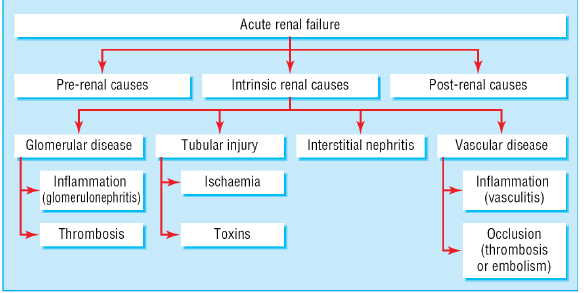 Acute renal failure
Pre-renal causes
Intrinsic renal causes
Post-renal causes
Glomerular disease
Tubular injury
Interstitial nephritis
Vascular disease
Inflammation
(glomerulonephritis)
Ischaemia
Inflammation
(vasculitis)
Thrombosis
Toxins
Occlusion
(thrombosis
or embolism)